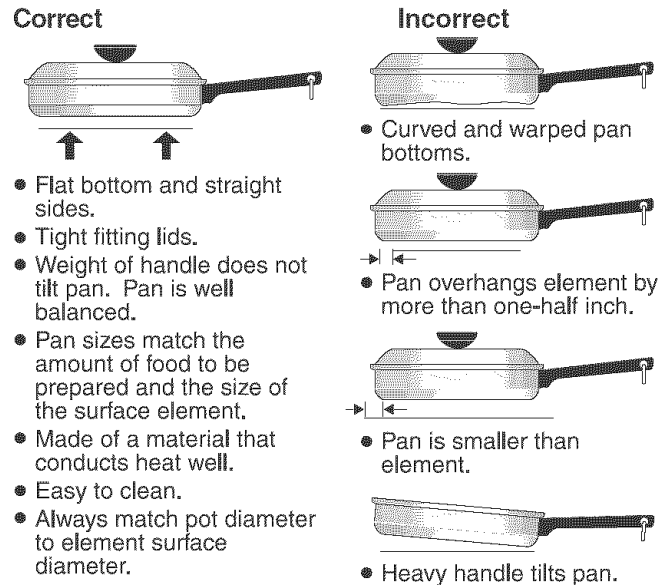 Correct
● Flat bottom and straight
sides.
● Tight fitting lids.
● Weight of handle does not
tilt pan.  Pan is well
balanced.
● Pan sizes match the
amount of food to be
prepared and the size of
the surface element.
● Made of a material that
conducts heat well.
● Easy to clean.
● Always match pot diameter
to element surface
diameter.
Incorrect
● Curved and warped pan
bottoms.
● Pan overhangs element by
more than one-half inch.
● Pan is smaller than
element.
● Heavy handle tilts pan.